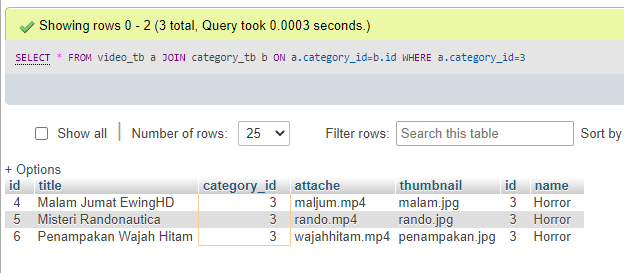 Showing rows 0 - 2 (3 total, Query took 0.0003 seconds.)
SELECT * FROM video_tb a JOIN category_tb b ON a.category_id=b.id WHERE a.category_id=3
Show all | Number of rows: 25 Filter rows: Search this table Sort by
+ Options
id title category_id attache thumbnail id name
4 Malam Jumat EwingHD 3 maljum.mp4 malam.jpg 3 Horror
5 Misteri Randonautica 3 rando.mp4 rando.jpg 3 Horror
6 Penampakan Wajah Hitam 3 wajahhitam.mp4 penampakan.jpg 3 Horror